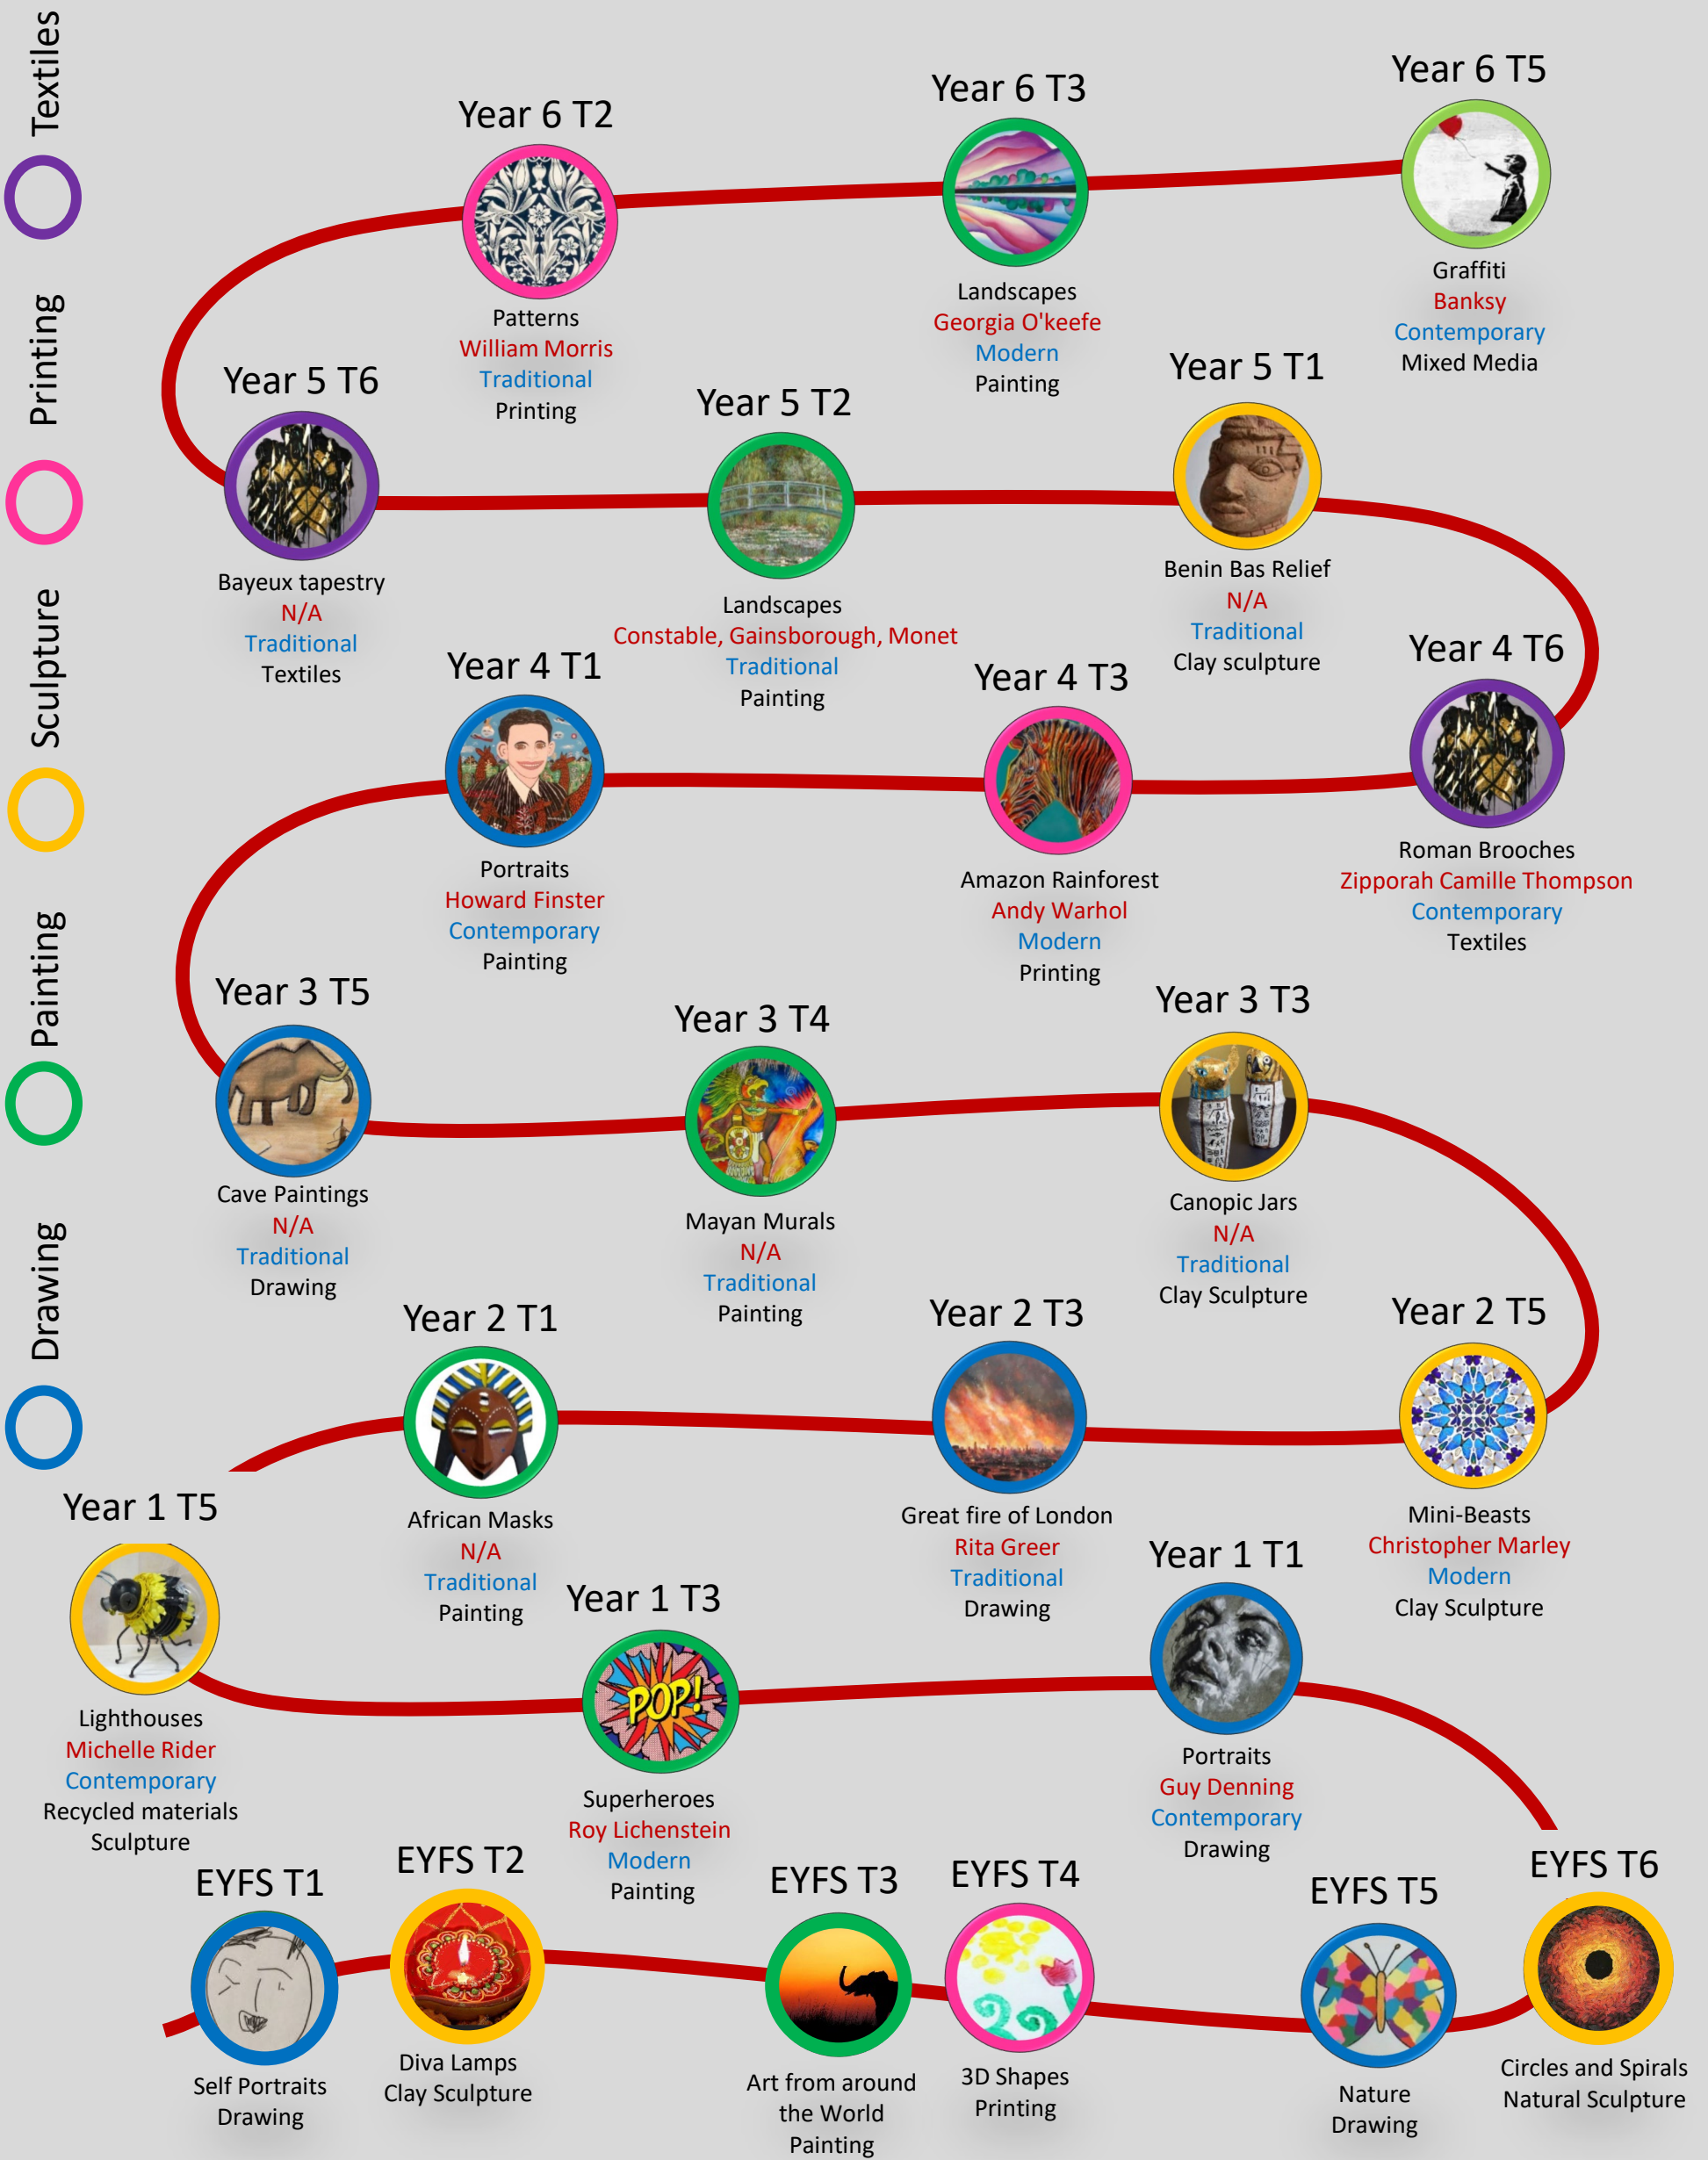 Textiles
Printing
Sculpture
Painting
Drawing
Year 6 T2
Patterns
William Morris
Traditional
Printing
Year 6 T3
Landscapes
Georgia O'keefe
Modern
Painting
Year 6 T5
Graffiti
Banksy
Contemporary
Mixed Media
Year 5 T6
Bayeux tapestry
N/A
Traditional
Textiles
Year 5 T2
Landscapes
Constable, Gainsborough, Monet
Traditional
Painting
Year 5 T1
Benin Bas Relief
N/A
Traditional
Clay sculpture
Year 4 T1
Portraits
Howard Finster
Contemporary
Painting
Year 4 T3
Amazon Rainforest
Andy Warhol
Modern
Printing
Year 4 T6
Roman Brooches
Zipporah Camille Thompson
Contemporary
Textiles
Year 3 T5
Cave Paintings
N/A
Traditional
Drawing
Year 3 T4
Mayan Murals
N/A
Traditional
Painting
Year 3 T3
Canopic Jars
N/A
Traditional
Clay Sculpture
Year 2 T1
African Masks
N/A
Traditional
Painting
Year 2 T3
Great fire of London
Rita Greer
Traditional
Drawing
Year 2 T5
Mini-Beasts
Christopher Marley
Modern
Clay Sculpture
Year 1 T5
Lighthouses
Michelle Rider
Contemporary
Recycled materials
Sculpture
Year 1 T3
POP!
Superheroes
Roy Lichenstein
Modern
Painting
Year 1 T1
Portraits
Guy Denning
Contemporary
Drawing
EYFS T1
Self Portraits
Drawing
EYFS T2
Diva Lamps
Clay Sculpture
EYFS T3
Art from around
the World
Painting
EYFS T4
3D Shapes
Printing
EYFS T5
Nature
Drawing
EYFS T6
Circles and Spirals
Natural Sculpture